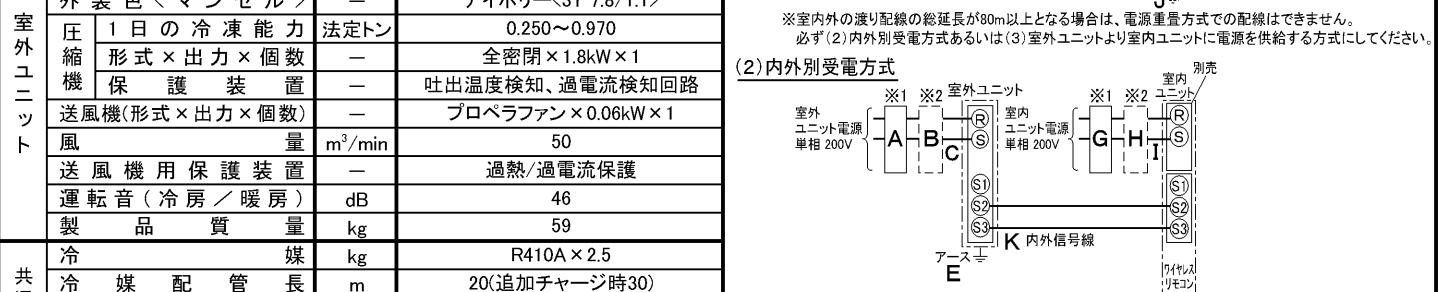 外装色<マンセル> － アイボリー<3Y 7.8/1.1>
室外ユニット
圧縮機
1日の冷凍能力 法定トン 0.250～0.970
形式×出力×個数 － 全密閉×1.8kW×1
保護装置 － 吐出温度検知、過電流検知回路
送風機(形式×出力×個数) － プロペラファン×0.06kW×1
風量 m³/min 50
送風機用保護装置 － 過熱/過電流保護
運転音(冷房／暖房) dB 46
製品質量 kg 59
共
冷媒 kg R410A×2.5
冷媒配管長 m 20(追加チャージ時30)
※室内外の渡り配線の総延長が80m以上となる場合は、電源重畳方式での配線はできません。
必ず(2)内外別受電方式あるいは(3)室外ユニットより室内ユニットに電源を供給する方式にしてください。
(2)内外別受電方式
※1 ※2 室外ユニット
室外
ユニット電源
単相 200V
A B C
R
S
S1
S2
S3
アース
E
K 内外信号線
※1 ※2
室内
ユニット
別売
室内
ユニット電源
単相 200V
G H I
R
S
S1
S2
S3
ワイヤレス
リモコン